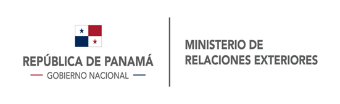 REPÚBLICA DE PANAMÁ
GOBIERNO NACIONAL
MINISTERIO DE
RELACIONES EXTERIORES